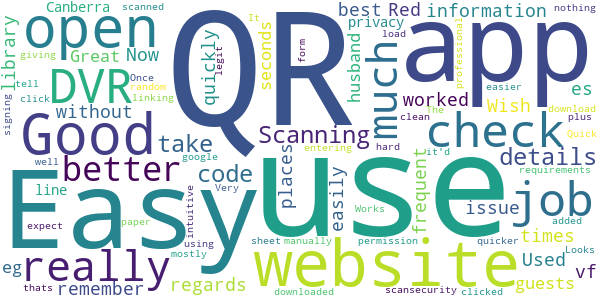 Canberra
scanned
nothing
open
QR
app
best
Red
information
privacy
library
Great
Now
quickly
seconds
It
form
legit
husband
much
load
professional
tell
giving
Once
random
linking
DVR
click
signing
without
worked
Wish
es
easier
download
clean
plus
The
Quick
Good
take
Scanning
check
google
entering
hard
it'd
requirements
better
code
places
details
well
Very
line
Easy
use
easily
frequent
issue
job
added
paper
intuitive
Works
quicker
Used
times
Looks
expect
using
sheet
manually
permission
really
website
vf
eg
regards
guests
thats
remember
mostly
downloaded
scansecurity
clicked